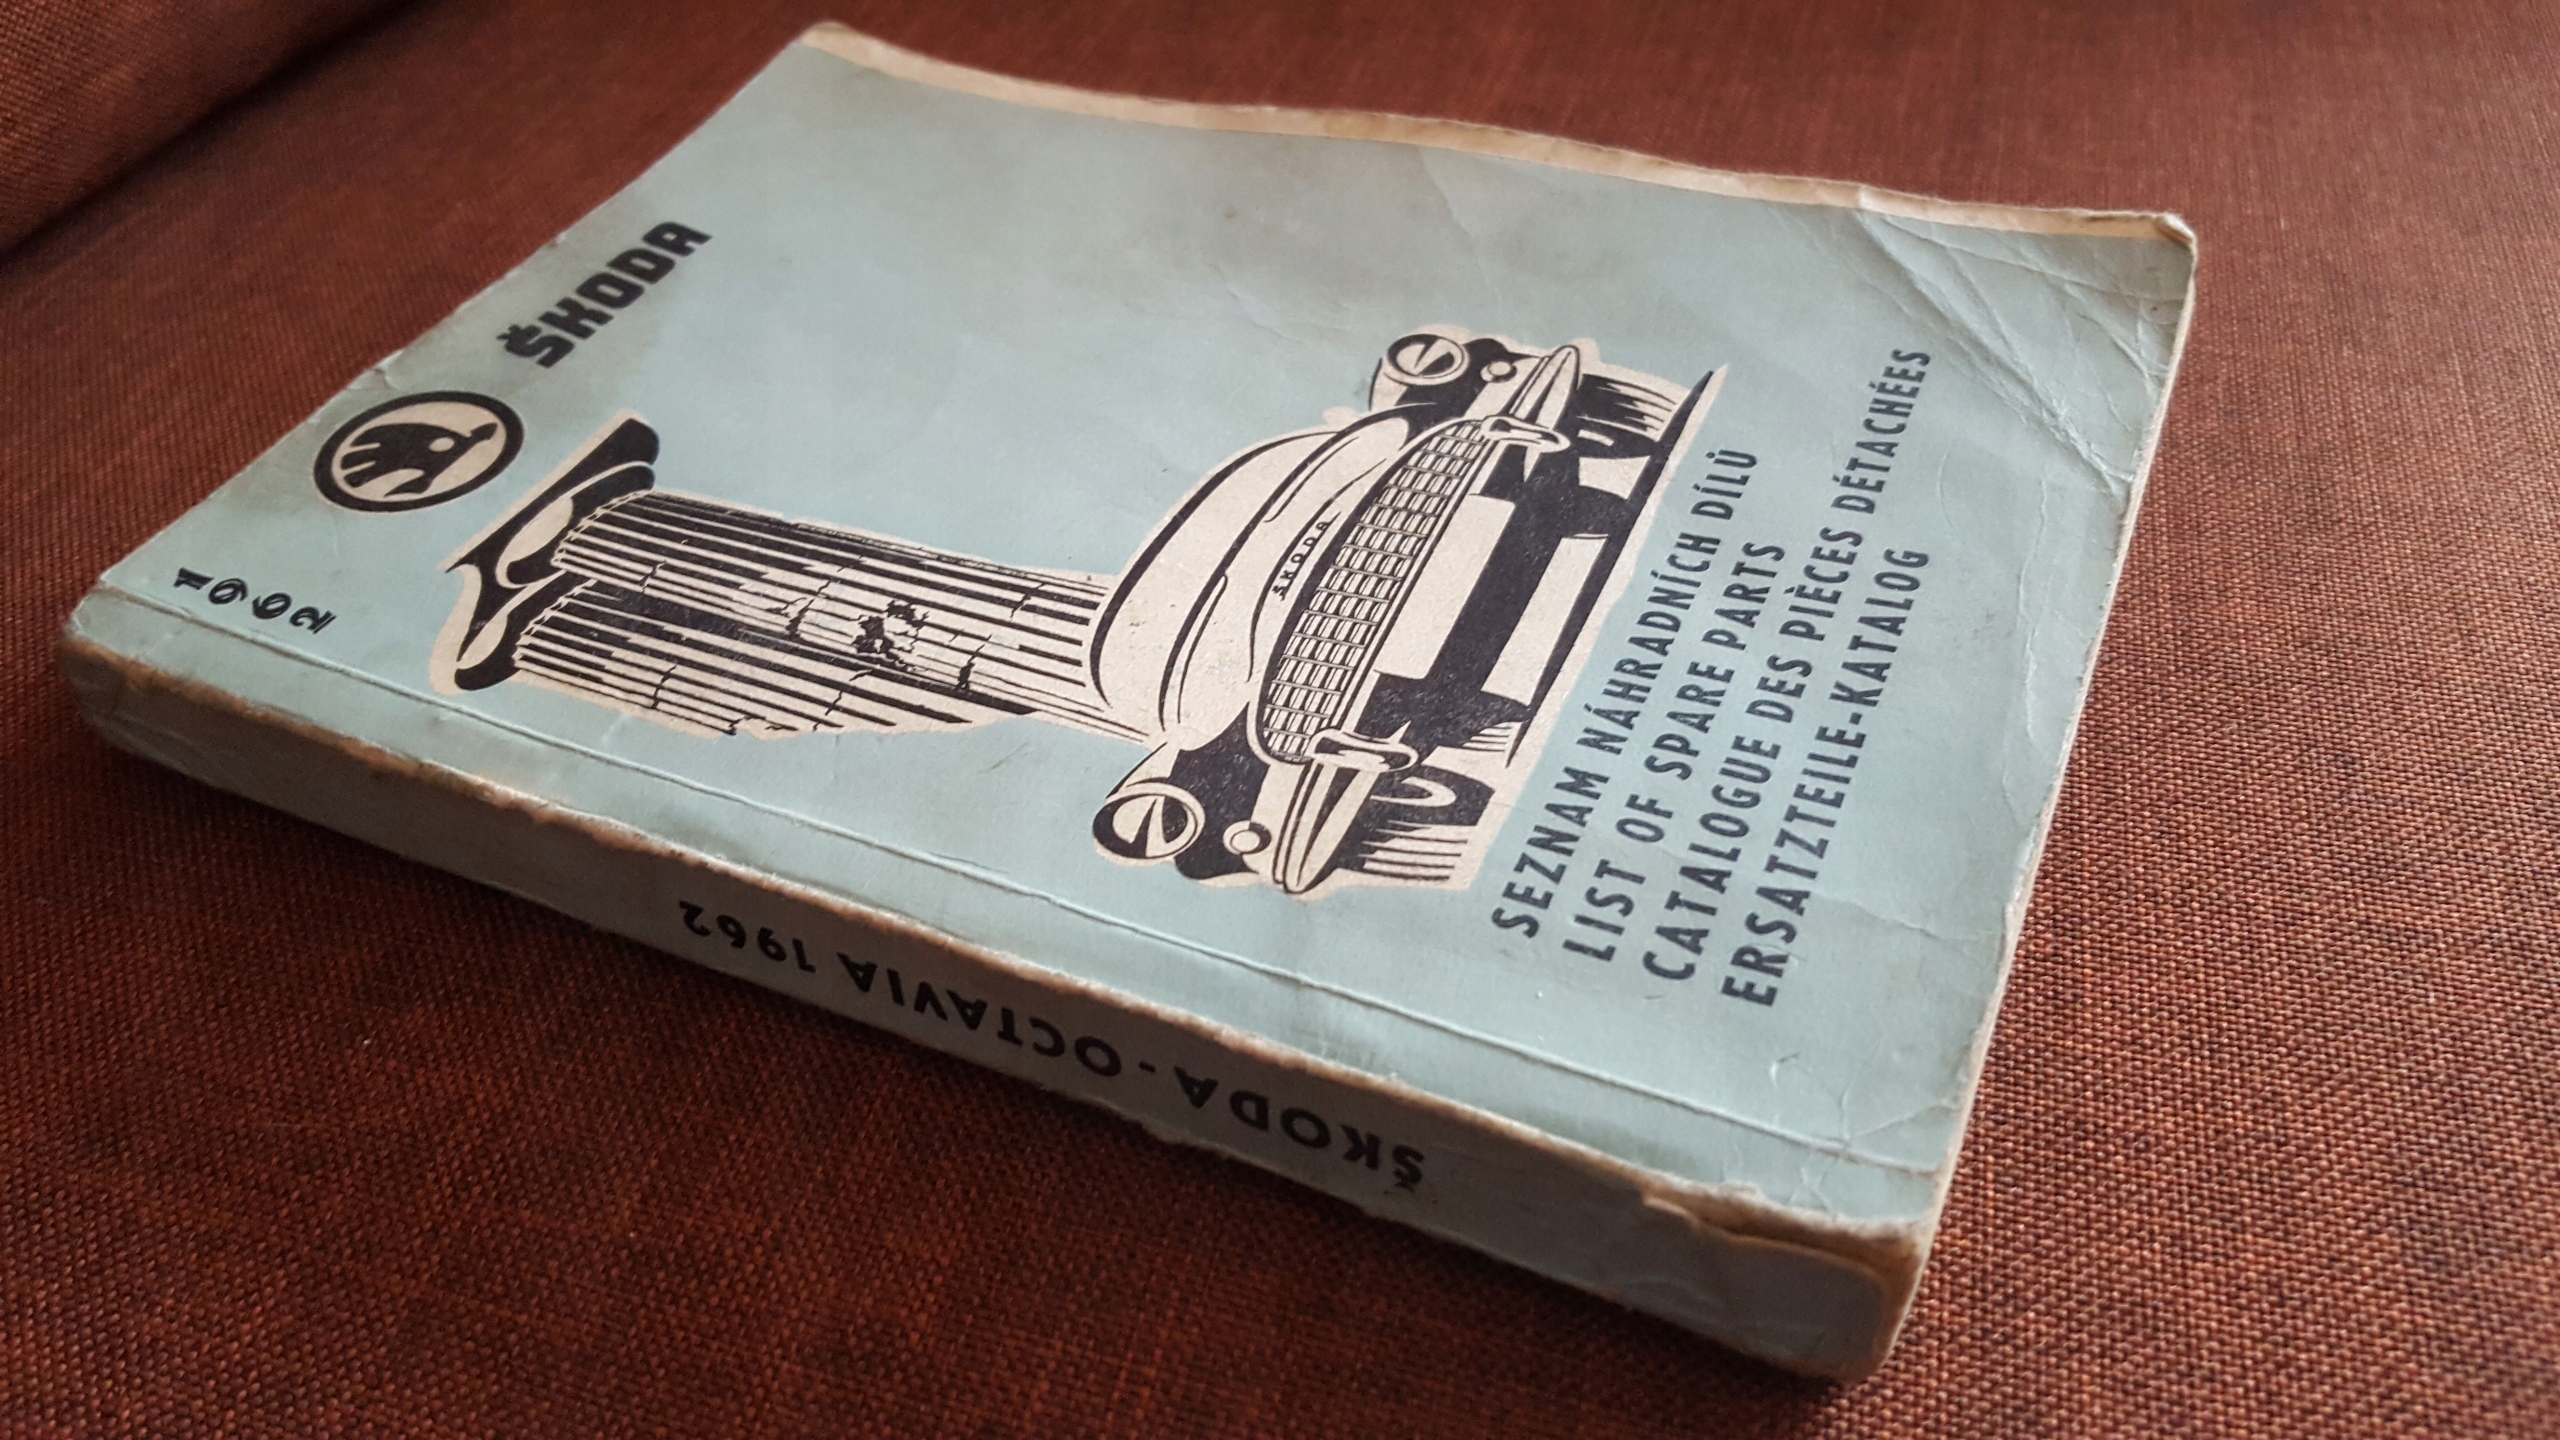 1962
ŠKODA
ŠKODA
SEZNAM NÁHRADNÍCH DÍLŮ
LIST OF SPARE PARTS
CATALOGUE DES PIÈCES DÉTACHÉES
ERSATZTEILE-KATALOG
ŠKODA-OCTAVIA 1962